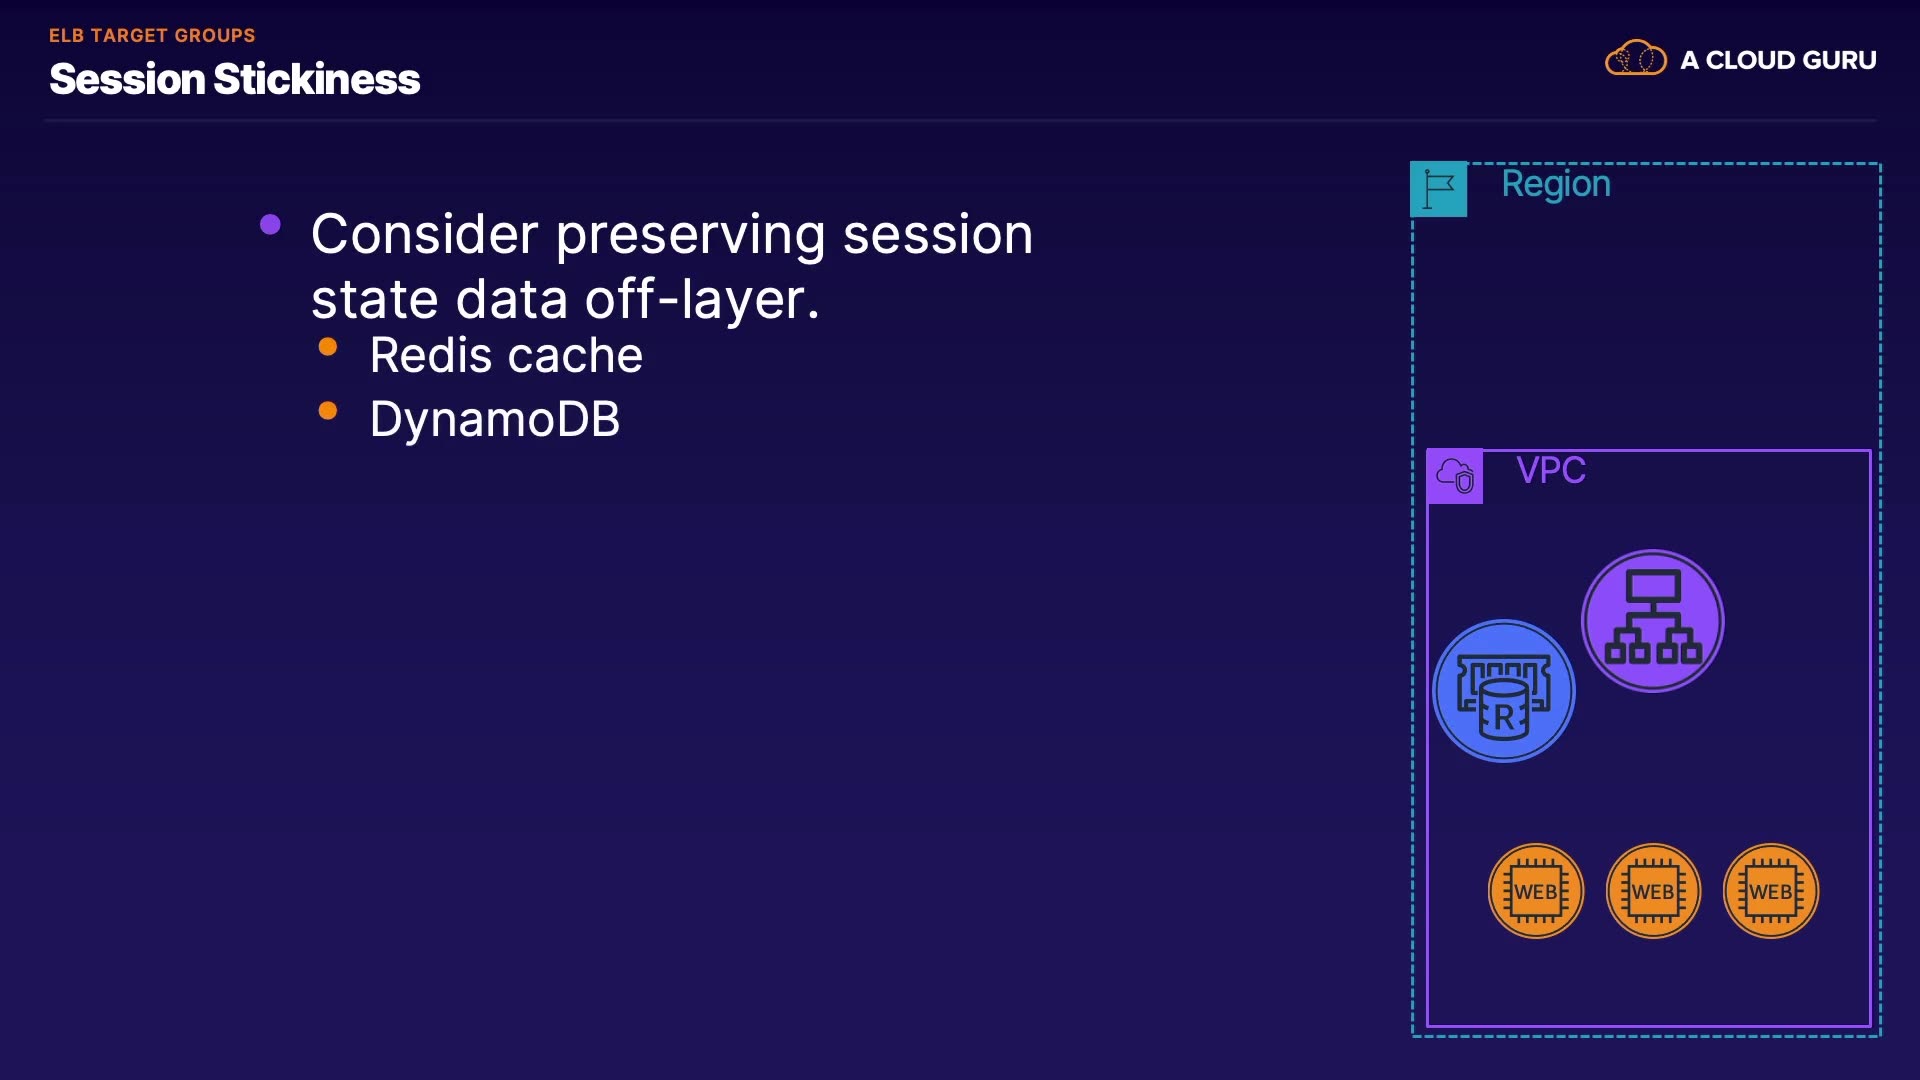 ELB TARGET GROUPS
Session Stickiness
A CLOUD GURU
Consider preserving session
state data off-layer.
Redis cache
DynamoDB
Region
VPC
R
WEB WEB WEB